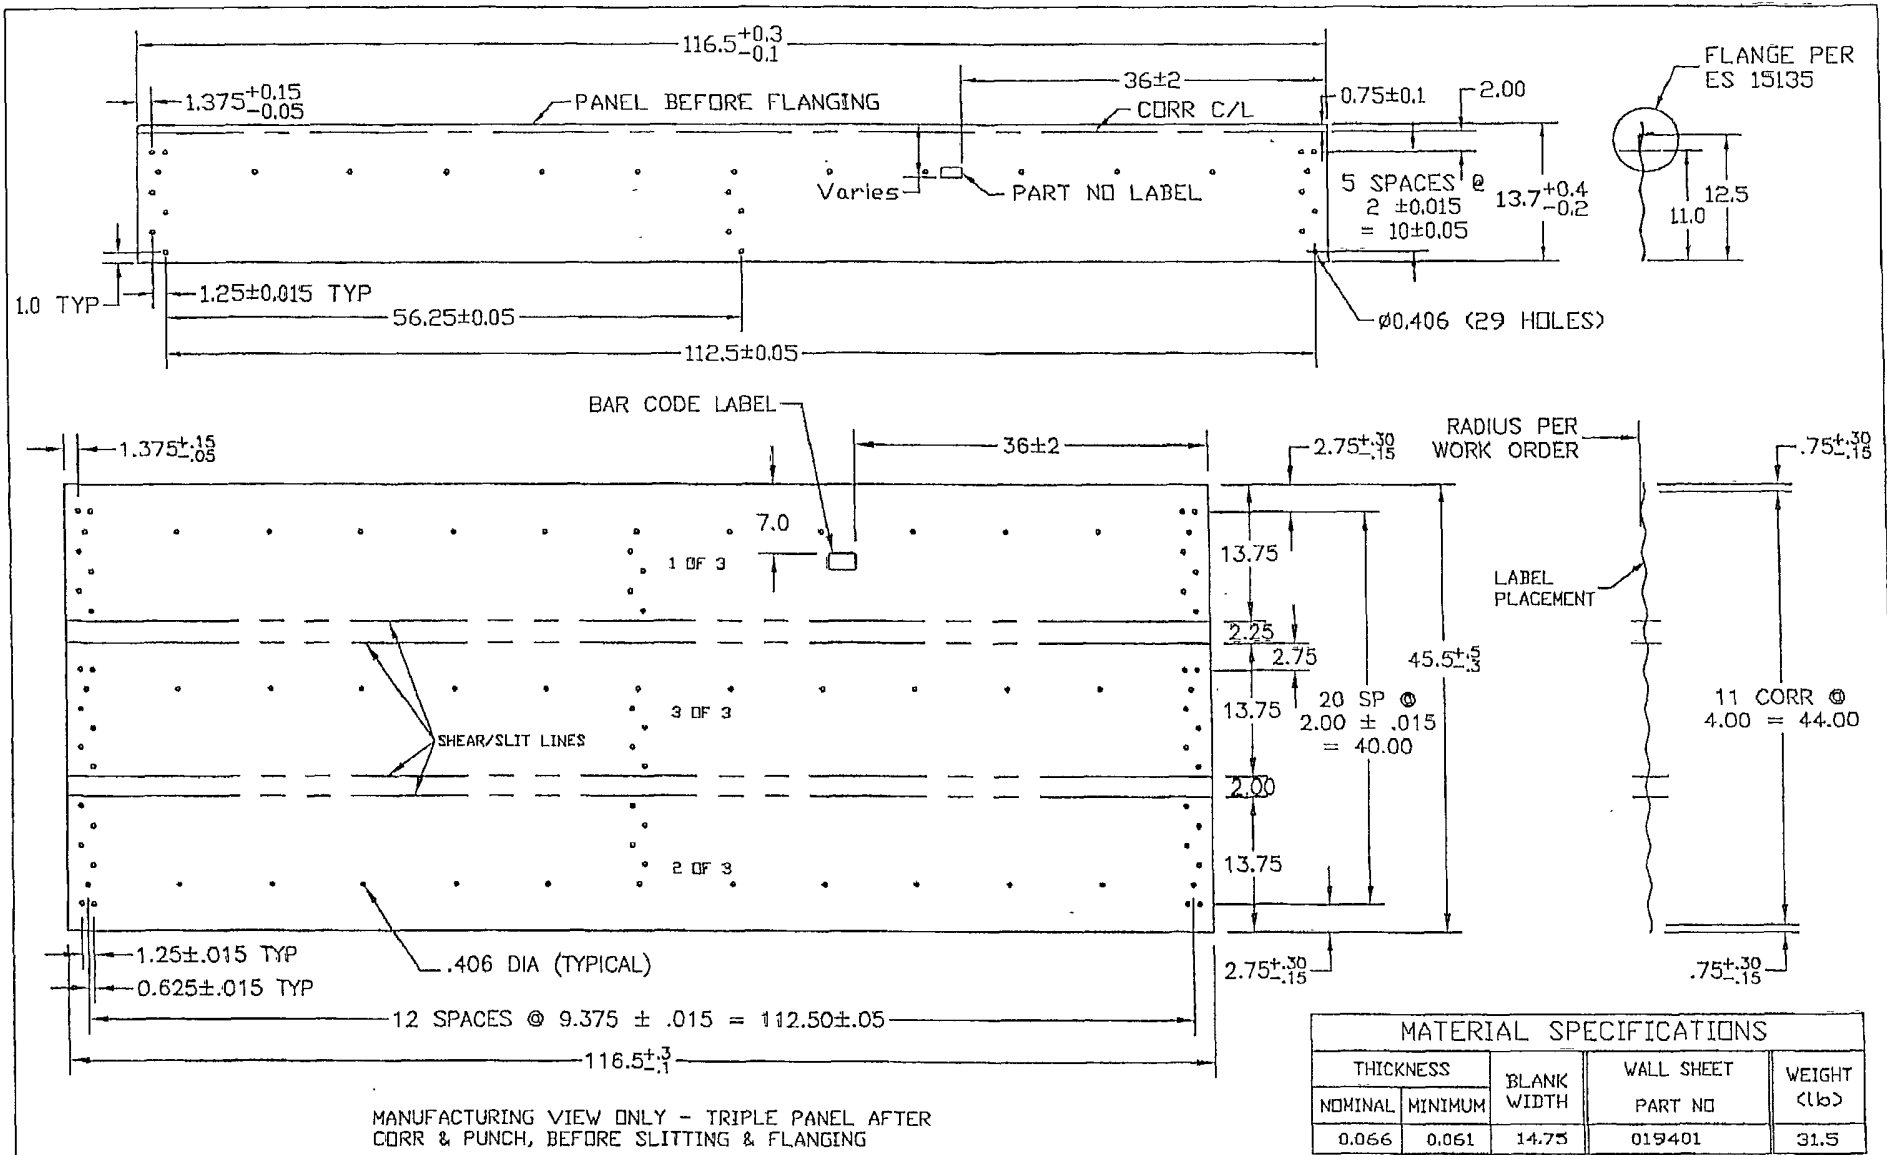 116.5+0.3
-0.1
36±2
FLANGE PER
ES 15135
1.375+0.15
-0.05
PANEL BEFORE FLANGING
CORR C/L
0.75±0.1
2.00
Varies
PART NO LABEL
5 SPACES @
2 ±0.015
= 10±0.05
13.7+0.4
-0.2
11.0
12.5
1.0 TYP
1.25±0.015 TYP
56.25±0.05
Ø0.406 (29 HOLES)
112.5±0.05
BAR CODE LABEL
1.375+.15
-.05
36±2
2.75+.30
-.15
RADIUS PER
WORK ORDER
.75+.30
-.15
7.0
1 OF 3
13.75
LABEL
PLACEMENT
2.25
2.75
45.5+.5
-.3
3 OF 3
13.75
20 SP @
2.00 ± .015
= 40.00
11 CORR @
4.00 = 44.00
SHEAR/SLIT LINES
2.00
2 OF 3
13.75
1.25±.015 TYP
.406 DIA (TYPICAL)
2.75+.30
-.15
.75+.30
-.15
0.625±.015 TYP
12 SPACES @ 9.375 ± .015 = 112.50±.05
116.5+.3
-.1
MANUFACTURING VIEW ONLY - TRIPLE PANEL AFTER
CORR & PUNCH, BEFORE SLITTING & FLANGING
MATERIAL SPECIFICATIONS
THICKNESS
BLANK
WIDTH
WALL SHEET
PART NO
WEIGHT
(lb)
NOMINAL MINIMUM
0.066 0.061 14.75 019401 31.5